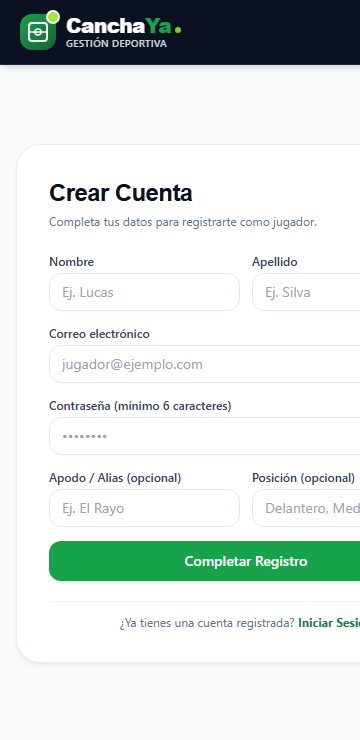 CanchaYa.
GESTIÓN DEPORTIVA
Crear Cuenta
Completa tus datos para registrarte como jugador.
Nombre Apellido
Ej. Lucas Ej. Silva
Correo electrónico
jugador@ejemplo.com
Contraseña (mínimo 6 caracteres)
••••••••
Apodo / Alias (opcional) Posición (opcional)
Ej. El Rayo Delantero, Med
Completar Registro
¿Ya tienes una cuenta registrada? Iniciar Sesi